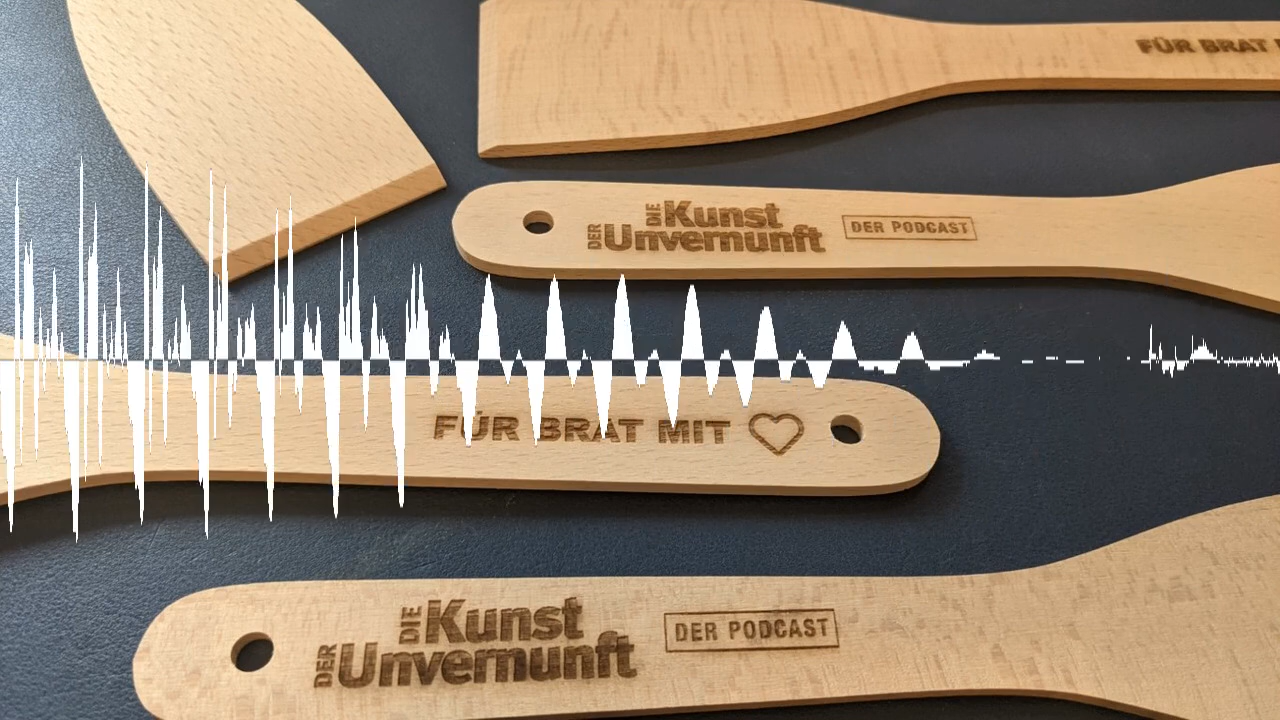 FÜR BRAT
DIE Kunst
DER Unvernunft
DER PODCAST
FÜR BRAT MIT
DIE Kunst
DER Unvernunft
DER PODCAST